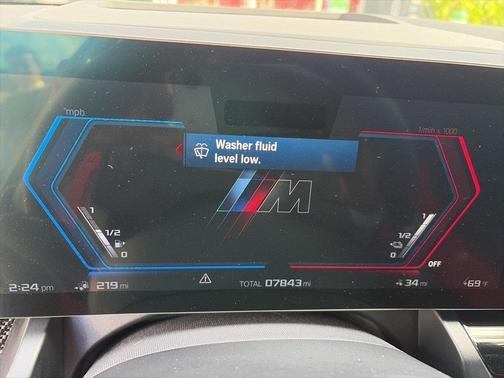 mph
1/min x 1000
Washer fluid
level low.
M
1
1/2
0
1
1/2
0
OFF
2:24 pm
219 mi
TOTAL 07843 mi
34 mi
+69 °F